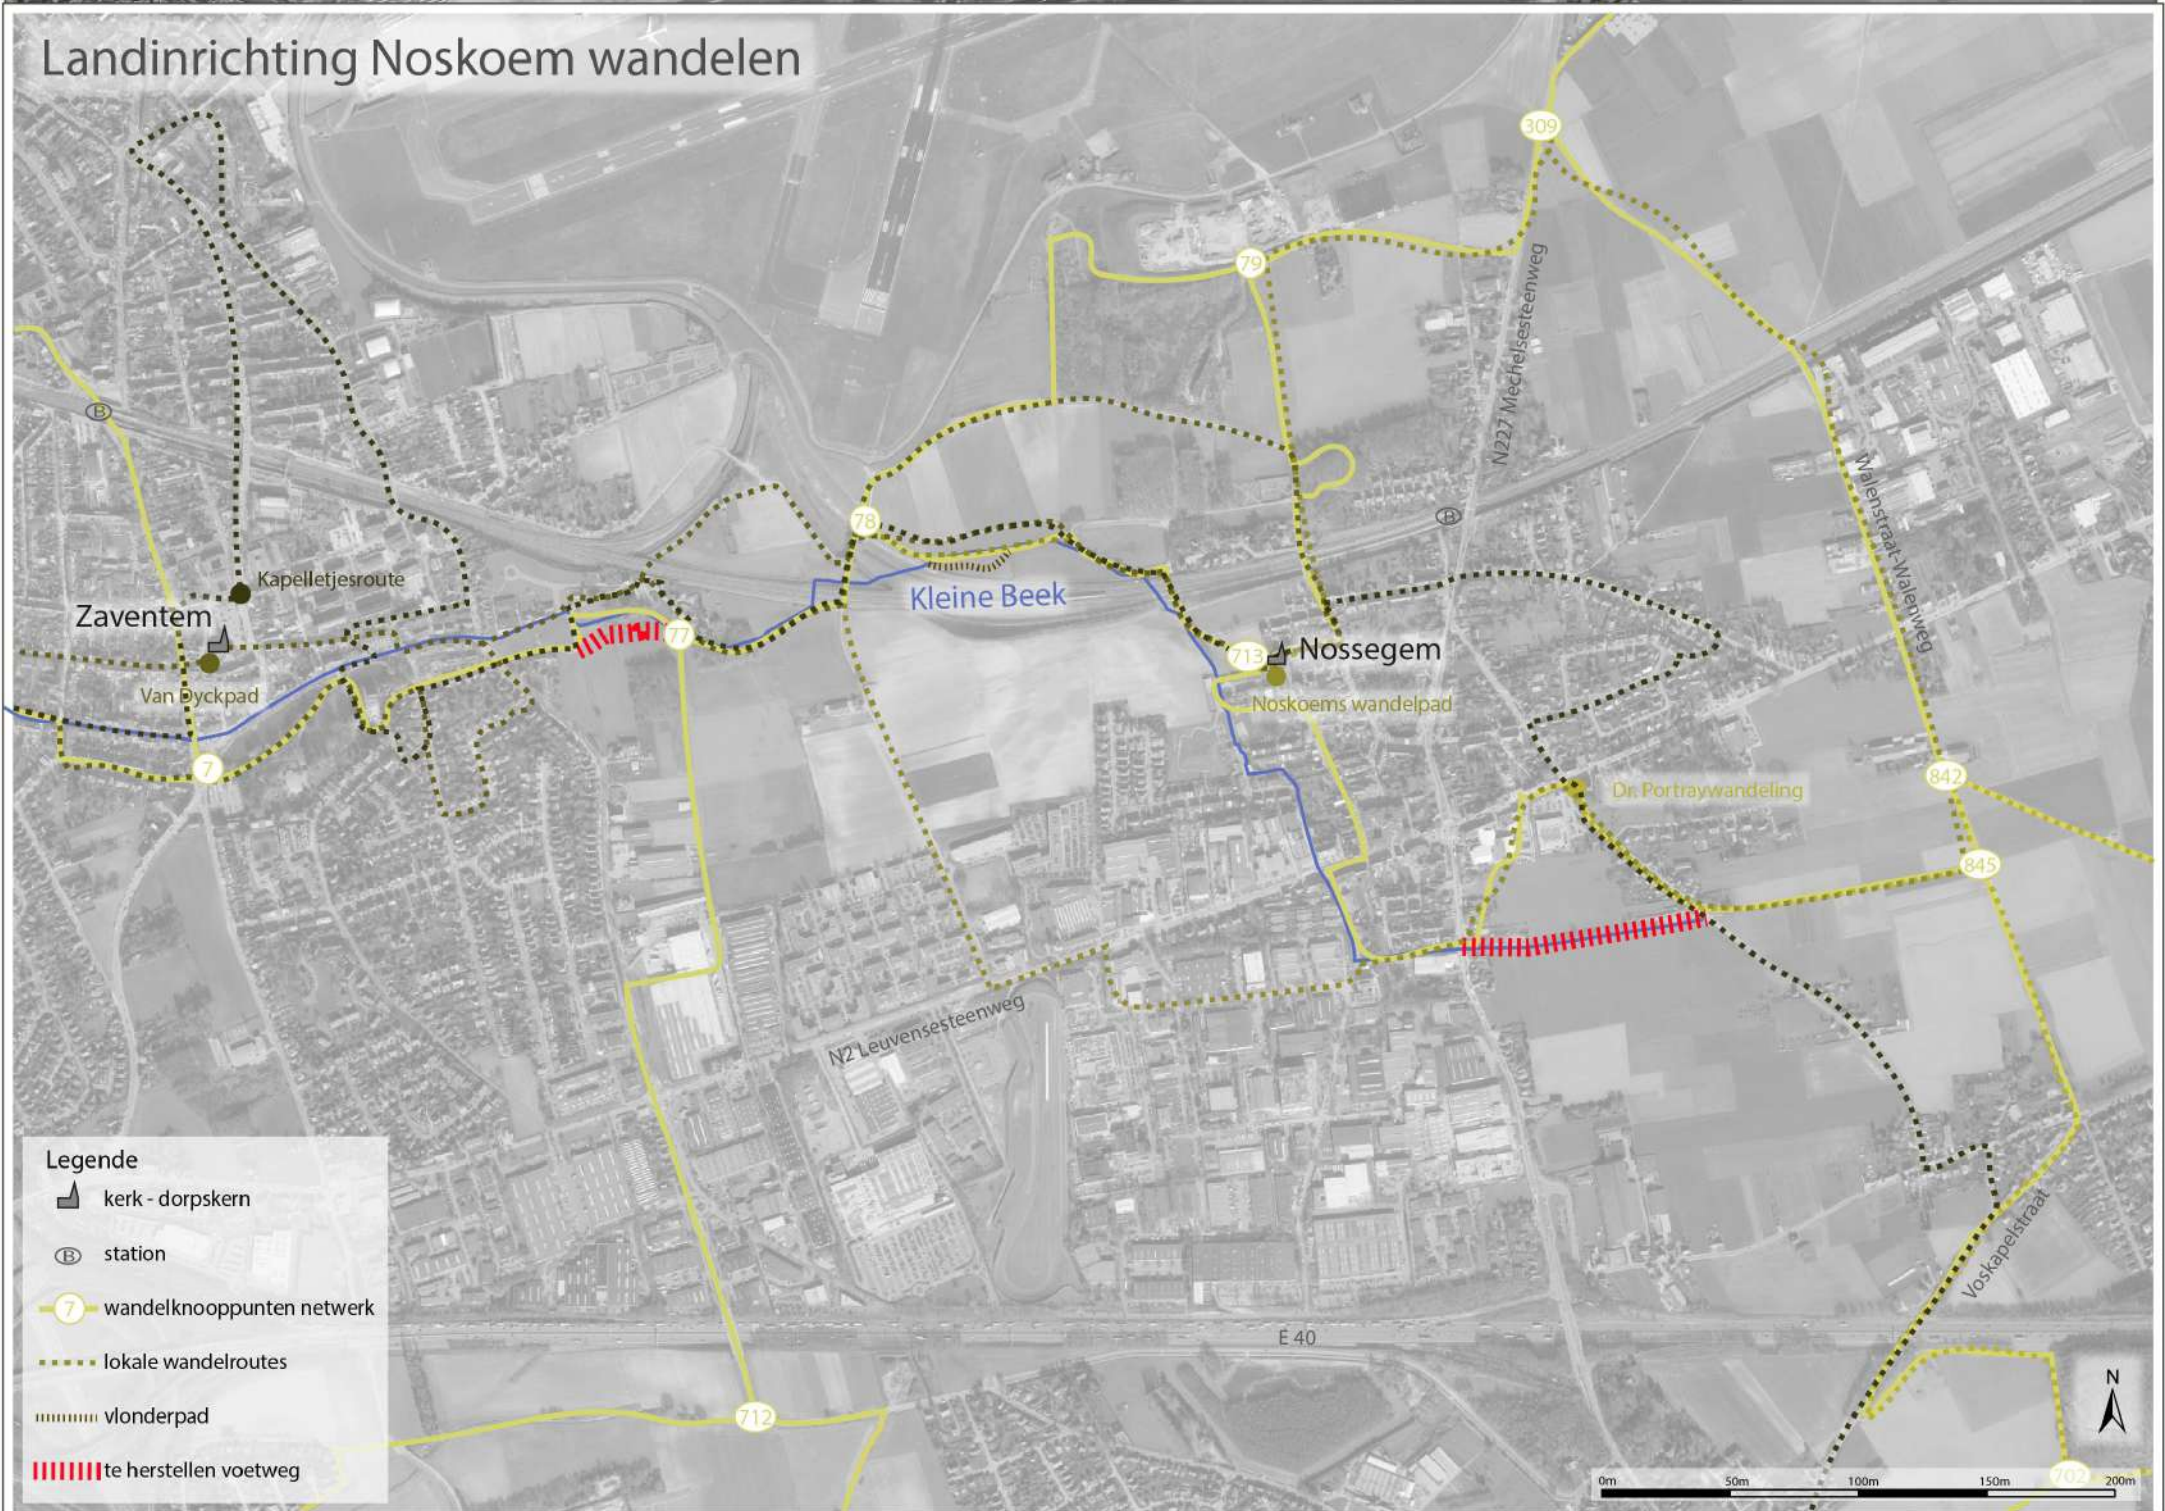 Landinrichting Noskoem wandelen
309
79
N227 Mechelsesteenweg
B
Walenstraat-Walenweg
78
B
Kapelletjesroute
Kleine Beek
Zaventem
77
713
Nossegem
Van Dyckpad
Noskoems wandelpad
7
842
Dr. Portraywandeling
845
N2 Leuvensesteenweg
Voskapelstraat
E 40
712
702
Legende
kerk - dorpskern
B station
7 wandelknooppunten netwerk
lokale wandelroutes
vlonderpad
te herstellen voetweg
N
0m 50m 100m 150m 200m